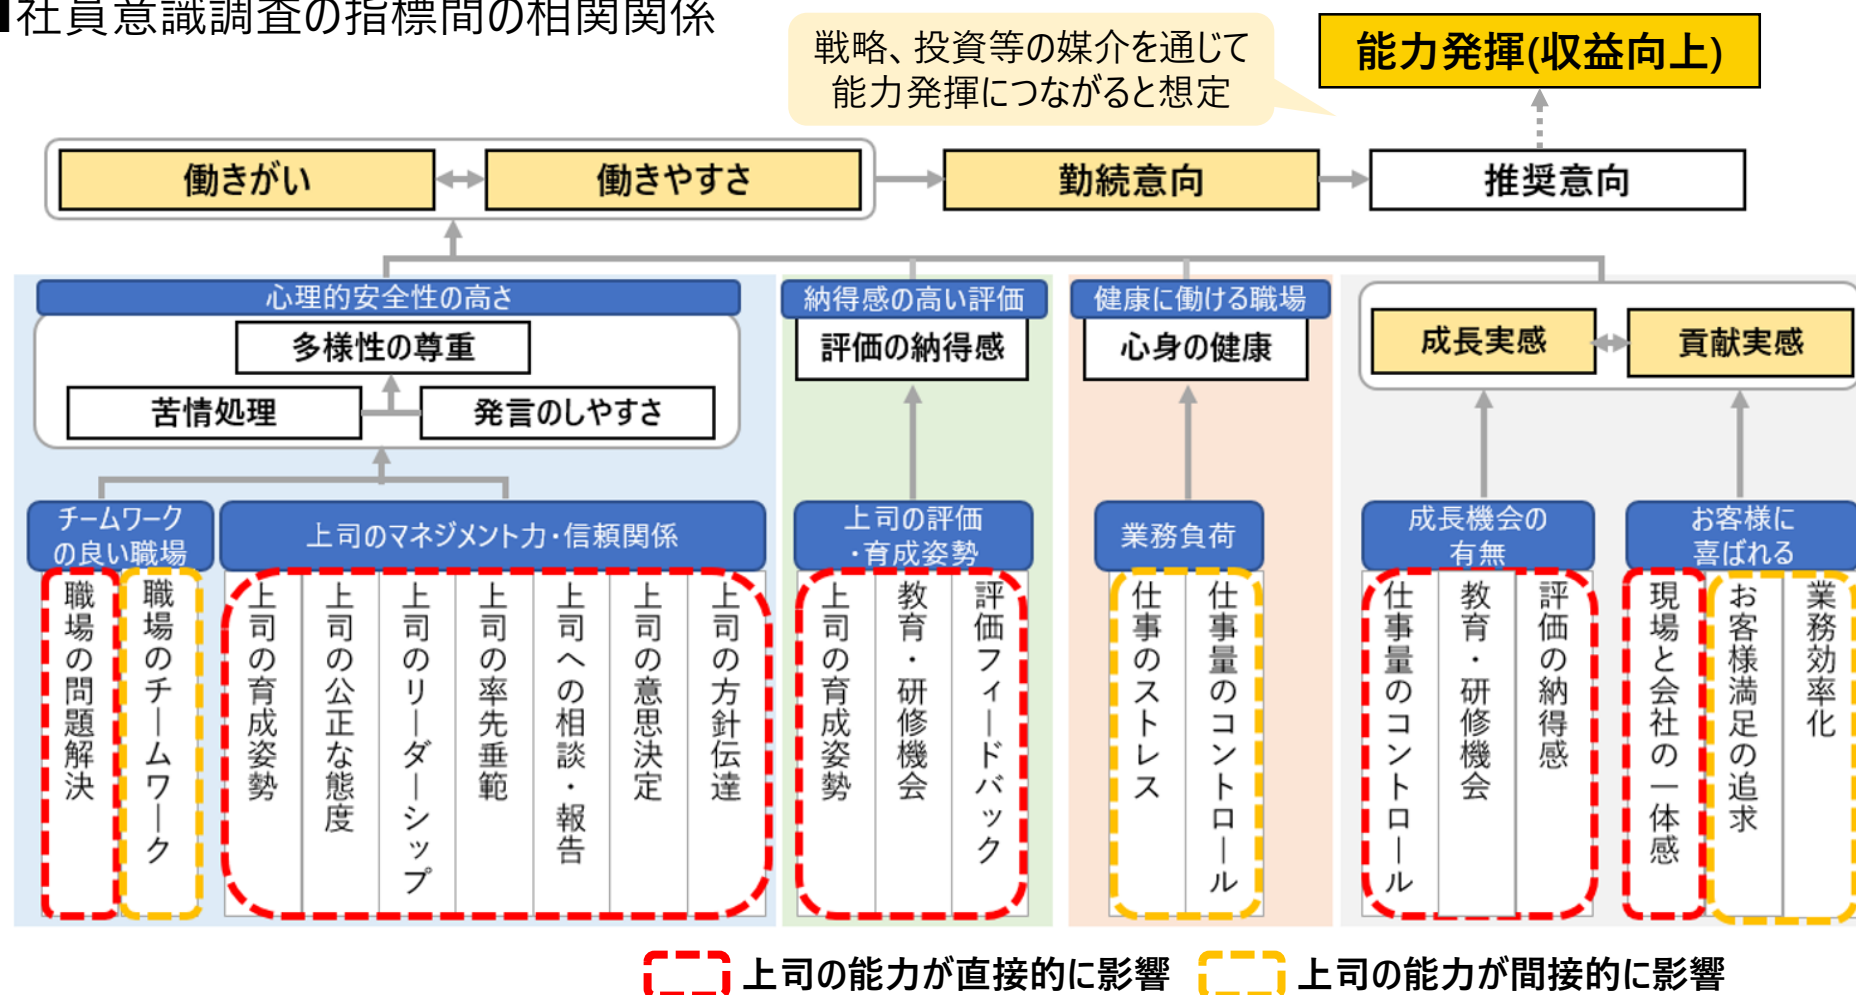 ■社員意識調査の指標間の相関関係
戦略、投資等の媒介を通じて
能力発揮につながると想定
能力発揮(収益向上)
働きがい
働きやすさ
勤続意向
推奨意向
心理的安全性の高さ
多様性の尊重
苦情処理
発言のしやすさ
納得感の高い評価
評価の納得感
健康に働ける職場
心身の健康
成長実感
貢献実感
チームワーク
の良い職場
職場の問題解決
職場のチームワーク
上司のマネジメント力・信頼関係
上司の育成姿勢
上司の公正な態度
上司のリーダーシップ
上司の率先垂範
上司への相談・報告
上司の意思決定
上司の方針伝達
上司の評価
・育成姿勢
上司の育成姿勢
教育・研修機会
評価フィードバック
業務負荷
仕事のストレス
仕事量のコントロール
成長機会の
有無
仕事量のコントロール
教育・研修機会
評価の納得感
お客様に
喜ばれる
現場と会社の一体感
お客様満足の追求
業務効率化
上司の能力が直接的に影響
上司の能力が間接的に影響